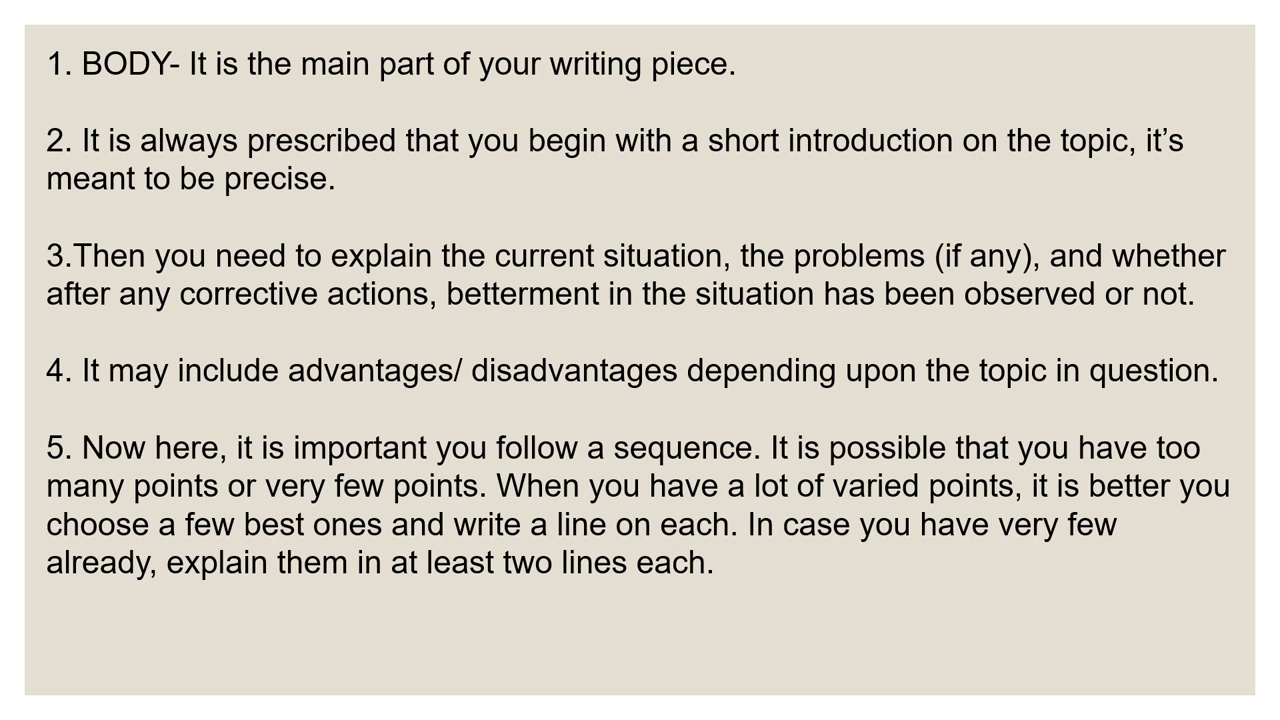 1. BODY- It is the main part of your writing piece.
2. It is always prescribed that you begin with a short introduction on the topic, it’s
meant to be precise.
3.Then you need to explain the current situation, the problems (if any), and whether
after any corrective actions, betterment in the situation has been observed or not.
4. It may include advantages/ disadvantages depending upon the topic in question.
5. Now here, it is important you follow a sequence. It is possible that you have too
many points or very few points. When you have a lot of varied points, it is better you
choose a few best ones and write a line on each. In case you have very few
already, explain them in at least two lines each.